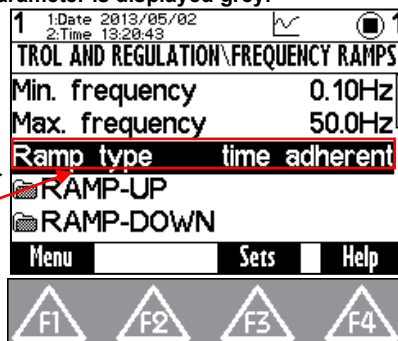 arameter is displayed grey.
1 1:Date 2013/05/02
2:Time 13:20:43
TROL AND REGULATION\FREQUENCY RAMPS
Min. frequency 0.10Hz
Max. frequency 50.0Hz
Ramp type time adherent
RAMP-UP
RAMP-DOWN
Menu Sets Help
F1 F2 F3 F4